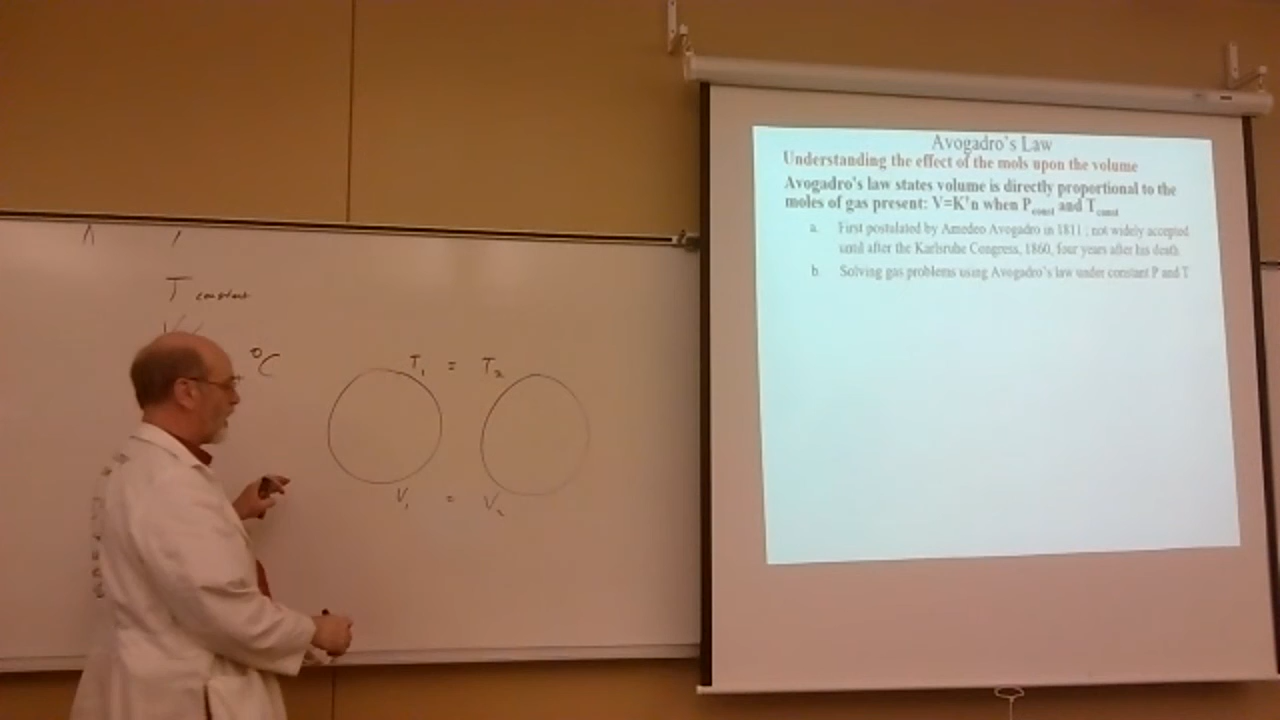 T constant
°C
T₁ = T₂
V₁ = V₂
Avogadro's Law
Understanding the effect of the mols upon the volume
Avogadro's law states volume is directly proportional to the
moles of gas present: V=K'n when Pconst and Tconst
a. First postulated by Amedeo Avogadro in 1811 ; not widely accepted
until after the Karlsruhe Congress, 1860, four years after his death.
b. Solving gas problems using Avogadro's law under constant P and T